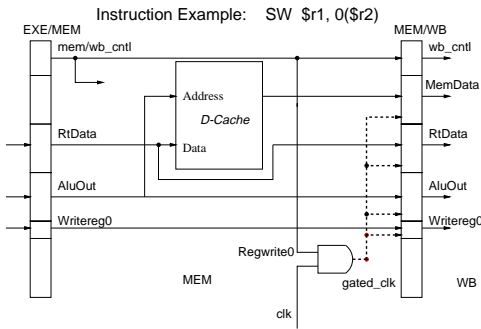 Instruction Example: SW $r1, 0($r2)
EXE/MEM
MEM/WB
mem/wb_cntl
wb_cntl
Address
MemData
D-Cache
RtData
Data
RtData
AluOut
AluOut
Writereg0
Writereg0
Regwrite0
MEM
gated_clk
WB
clk